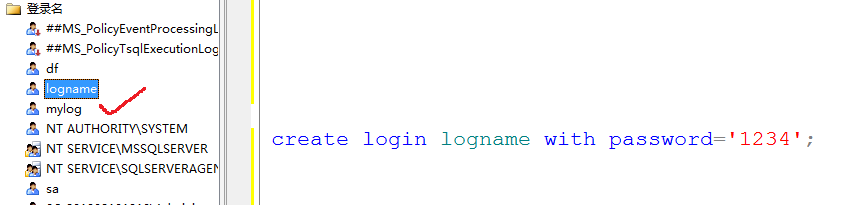 登录名
##MS_PolicyEventProcessingL
##MS_PolicyTsqlExecutionLog
df
logname
mylog
NT AUTHORITY\SYSTEM
NT SERVICE\MSSQLSERVER
NT SERVICE\SQLSERVERAGEN
sa
create login logname with password='1234';